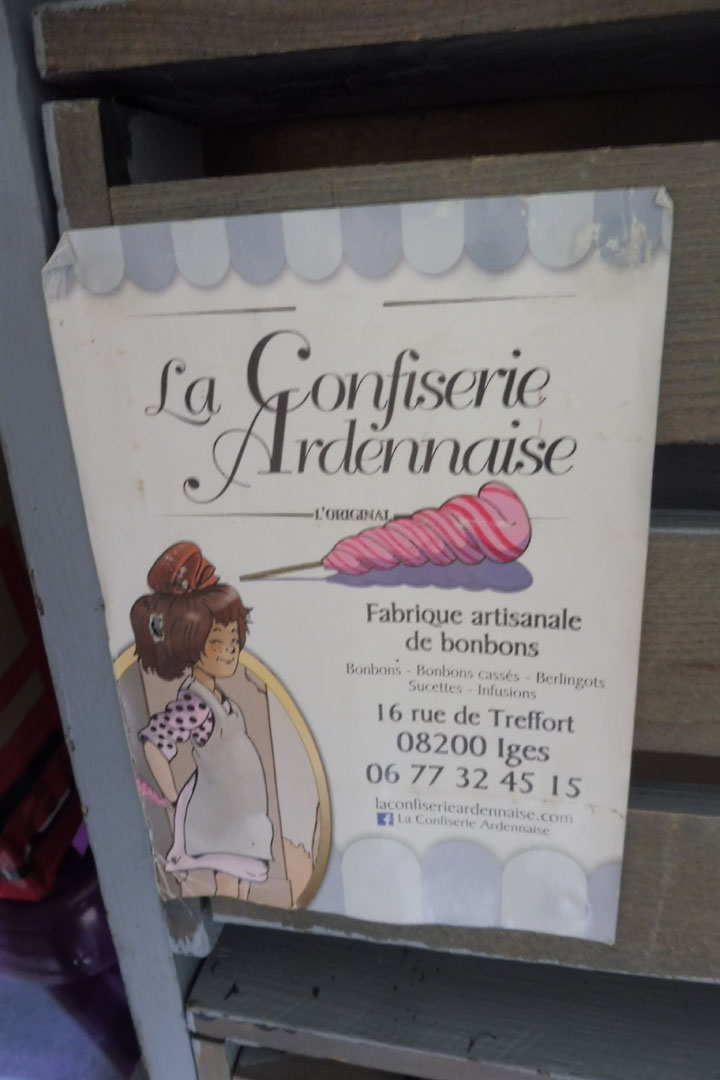 La Confiserie
Ardennaise
L'ORIGINAL
Fabrique artisanale
de bonbons
Bonbons - Bonbons cassés - Berlingots
Sucettes - Infusions
16 rue de Treffort
08200 Iges
06 77 32 45 15
laconfiserieardennaise.com
La Confiserie Ardennaise